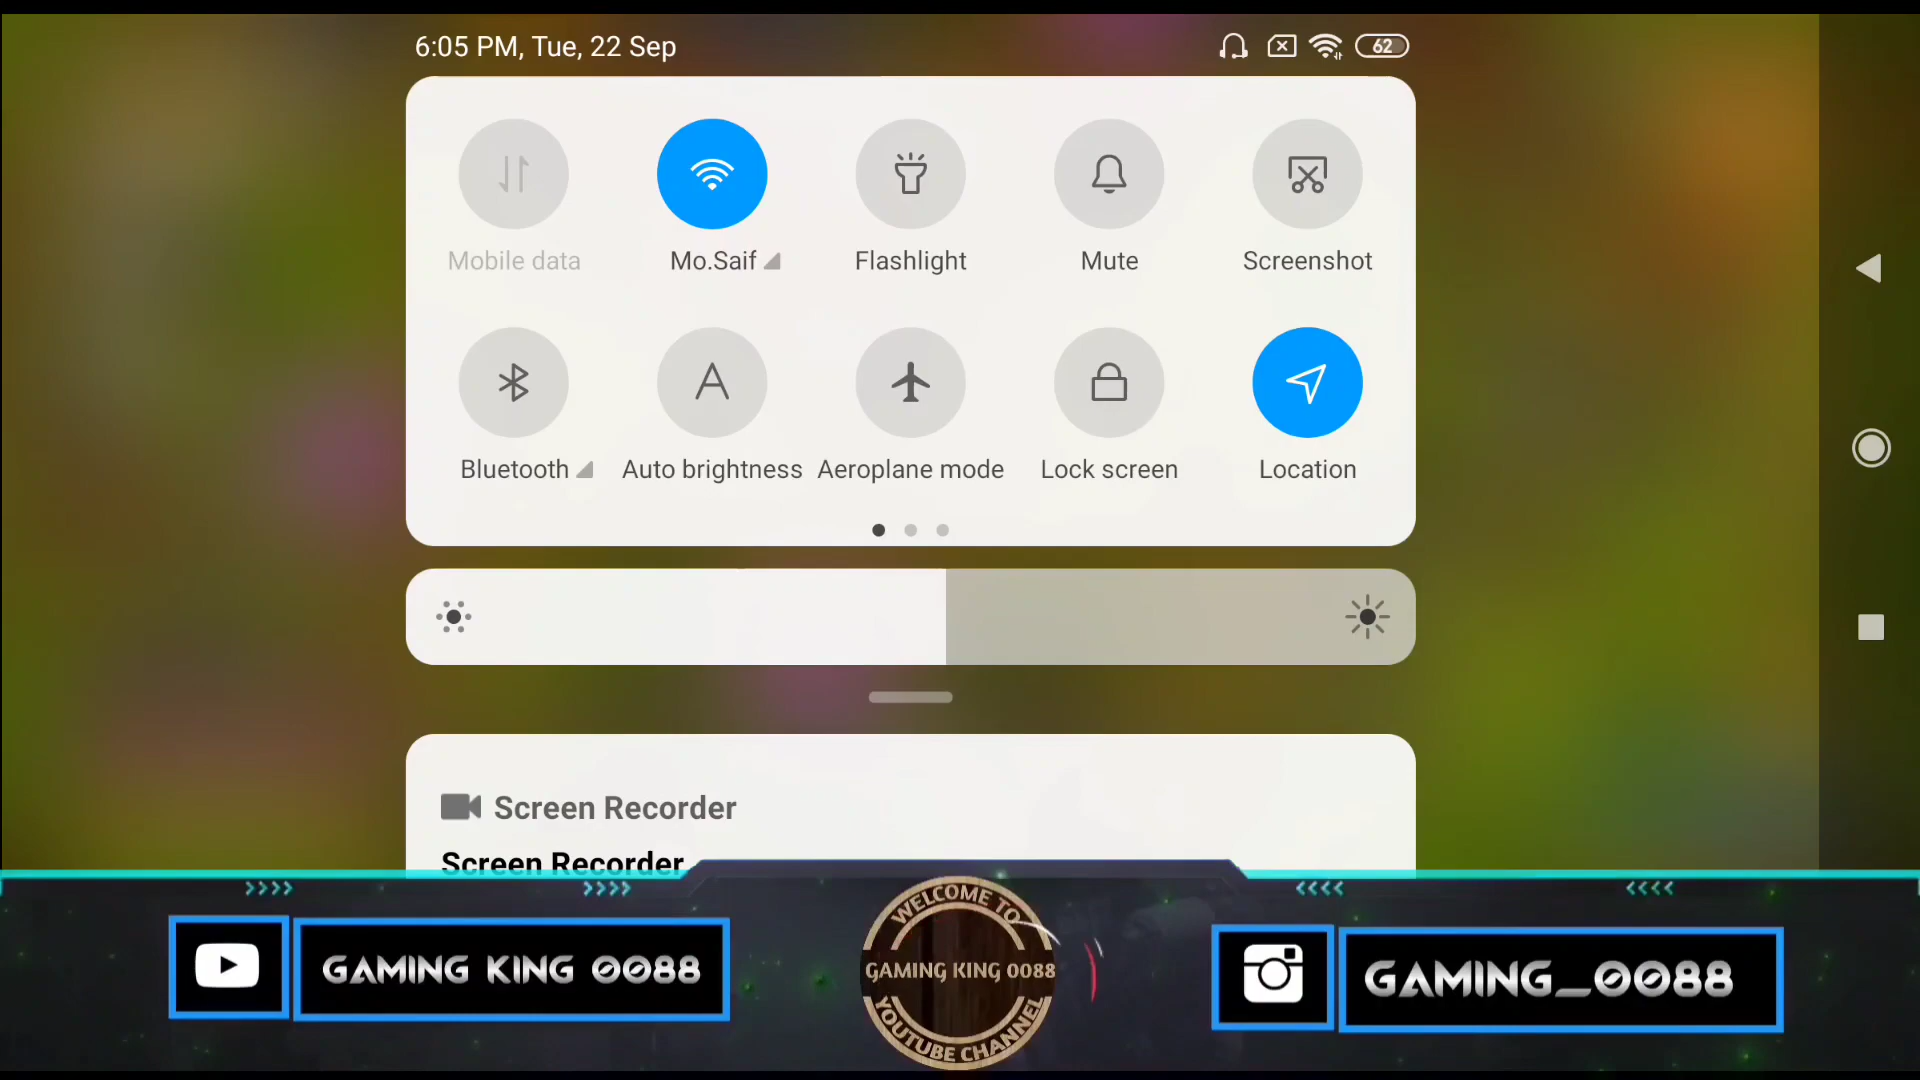 6:05 PM, Tue, 22 Sep
62
Mobile data
Mo.Saif
Flashlight
Mute
Screenshot
Bluetooth
Auto brightness
Aeroplane mode
Lock screen
Location
Screen Recorder
Screen Recorder
GAMING KING 0088
WELCOME TO
GAMING KING 0088
YOUTUBE CHANNEL
GAMING_0088